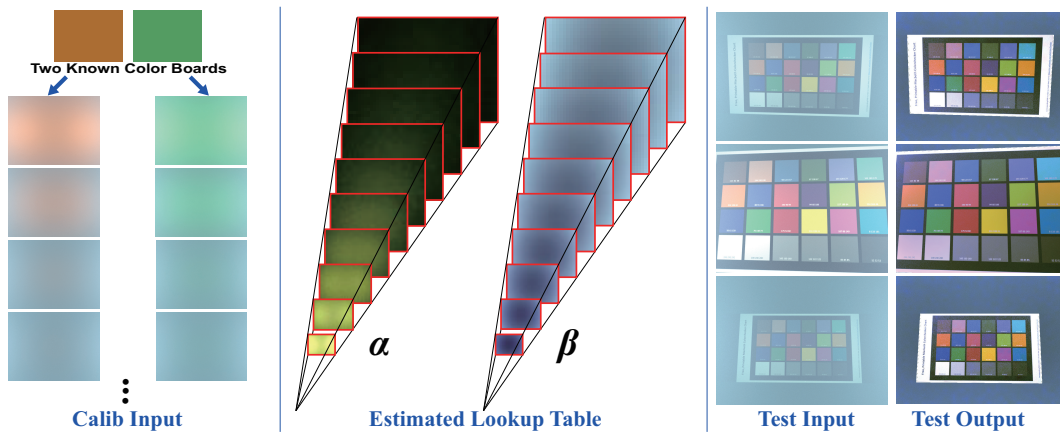 Two Known Color Boards
Calib Input
α
β
Estimated Lookup Table
Test Input
Test Output